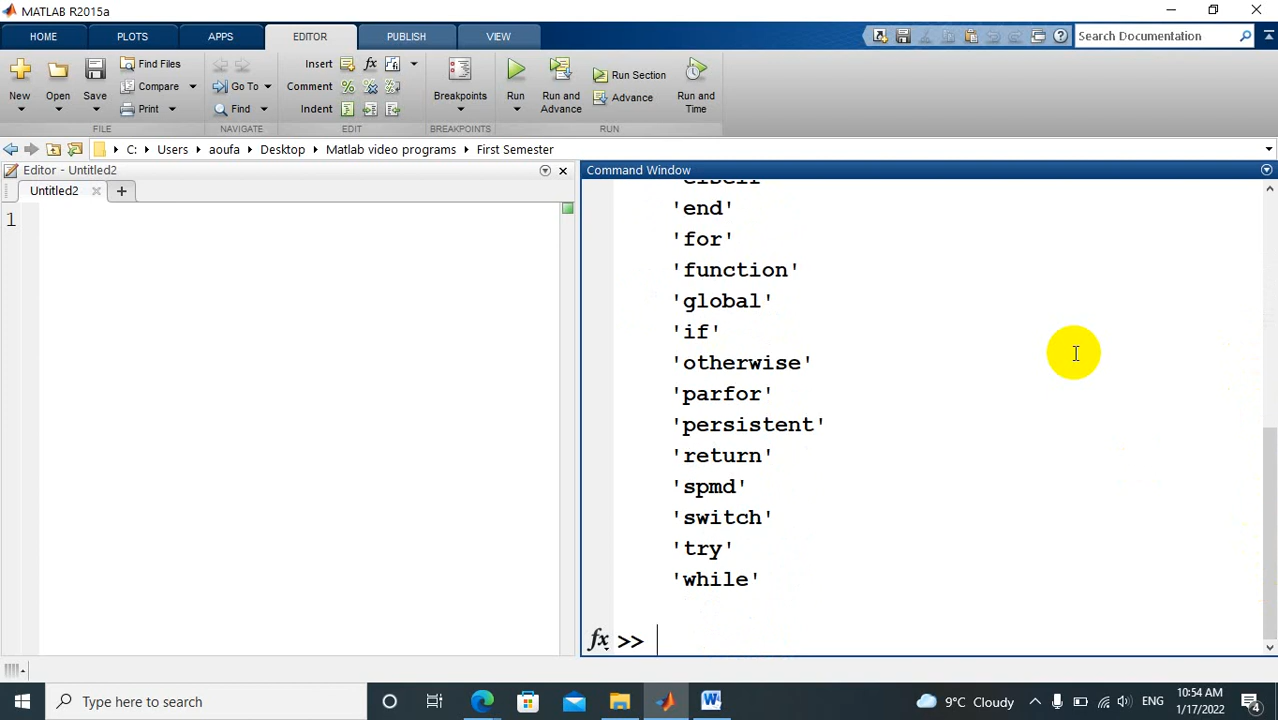 MATLAB R2015a
HOME PLOTS APPS EDITOR PUBLISH VIEW Search Documentation
New Open Save Find Files Compare Print
Go To Find
Insert fx Comment Indent
Breakpoints
Run Run and Advance Run Section Advance Run and Time
FILE NAVIGATE EDIT BREAKPOINTS RUN
C: Users aoufa Desktop Matlab video programs First Semester
Editor - Untitled2
Untitled2
1
Command Window
'elseif'
'end'
'for'
'function'
'global'
'if'
'otherwise'
'parfor'
'persistent'
'return'
'spmd'
'switch'
'try'
'while'
fx >>
Type here to search
9°C Cloudy ENG 10:54 AM
1/17/2022 4